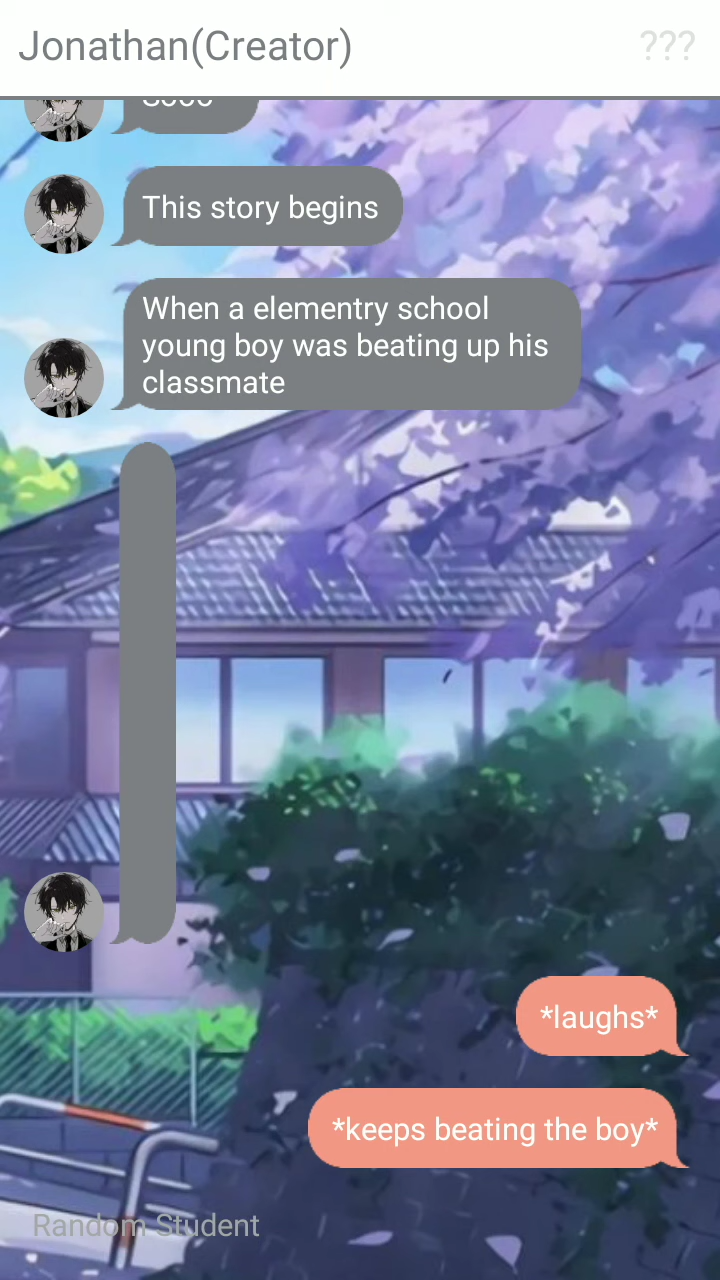 Jonathan(Creator)
???
This story begins
When a elementry school
young boy was beating up his
classmate
*laughs*
*keeps beating the boy*
Random Student